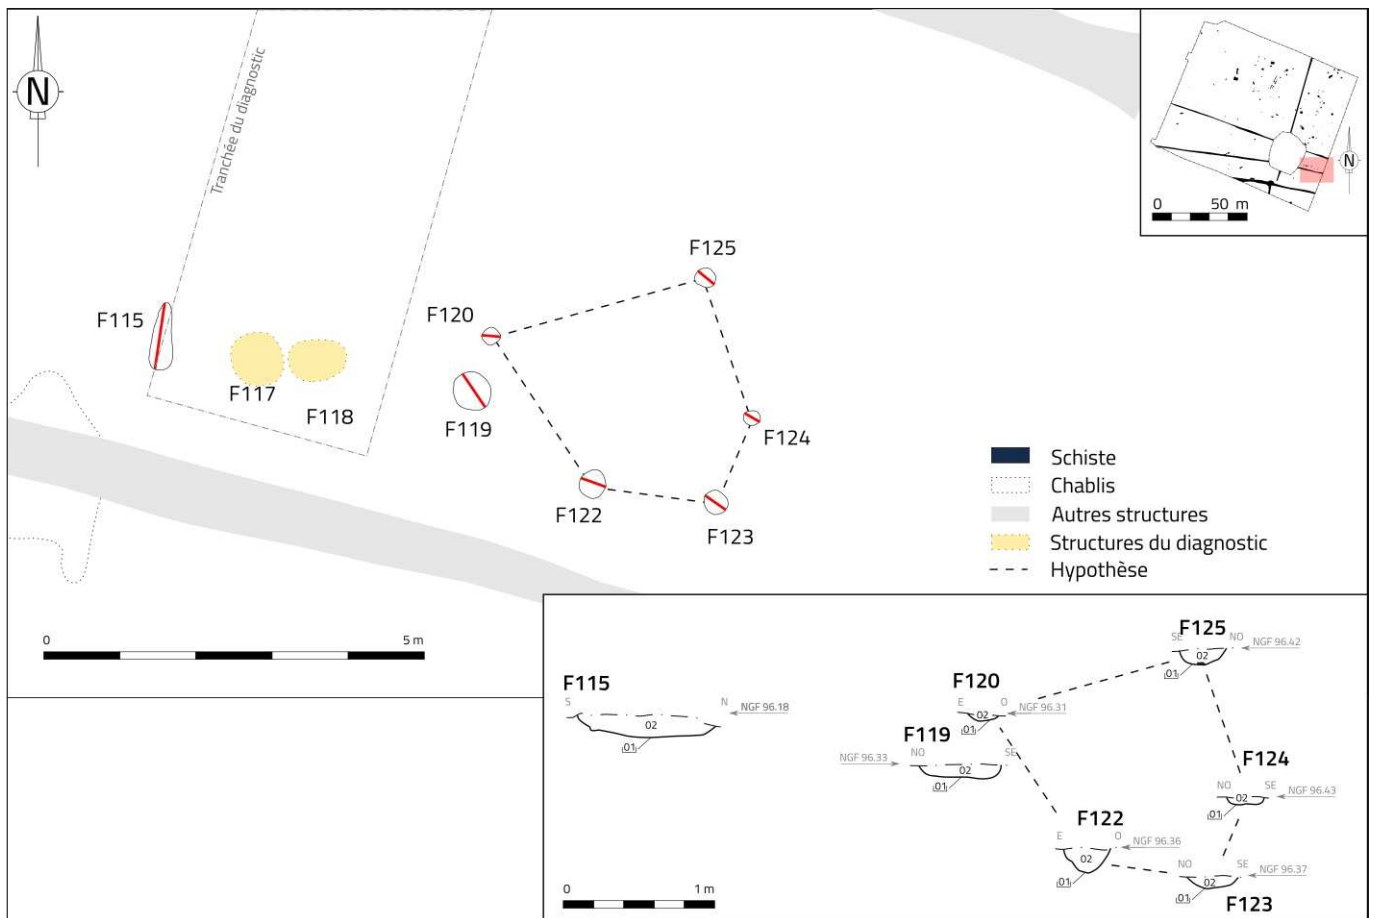 N
Tranchée du diagnostic
0 50 m
N
F125
F120
F115
F117
F118
F119
F124
F122
F123
Schiste
Chablis
Autres structures
Structures du diagnostic
Hypothèse
0 5 m
F115
S N
NGF 96.18
02
01
F120
E O
NGF 96.31
02
01
F119
NO SE
NGF 96.33
02
01
F125
SE NO
NGF 96.42
02
01
F124
NO SE
NGF 96.43
02
01
F122
E O
NGF 96.36
02
01
NO SE
NGF 96.37
02
01
F123
0 1 m